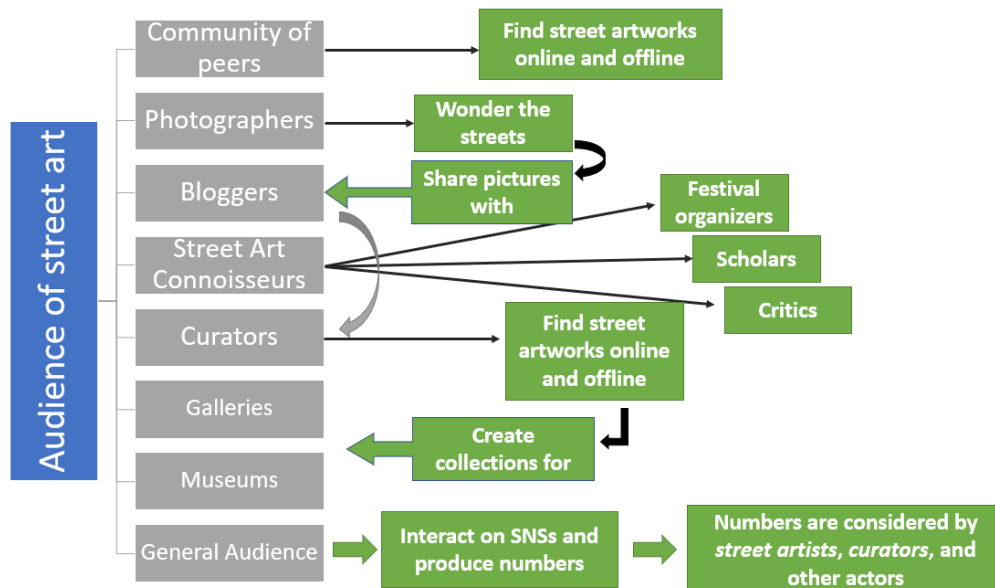 Audience of street art
Community of
peers
Find street artworks
online and offline
Photographers
Wonder the
streets
Bloggers
Share pictures
with
Festival
organizers
Street Art
Connoisseurs
Scholars
Critics
Curators
Find street
artworks online
and offline
Galleries
Create
collections for
Museums
General Audience
Interact on SNSs and
produce numbers
Numbers are considered by
street artists, curators, and
other actors